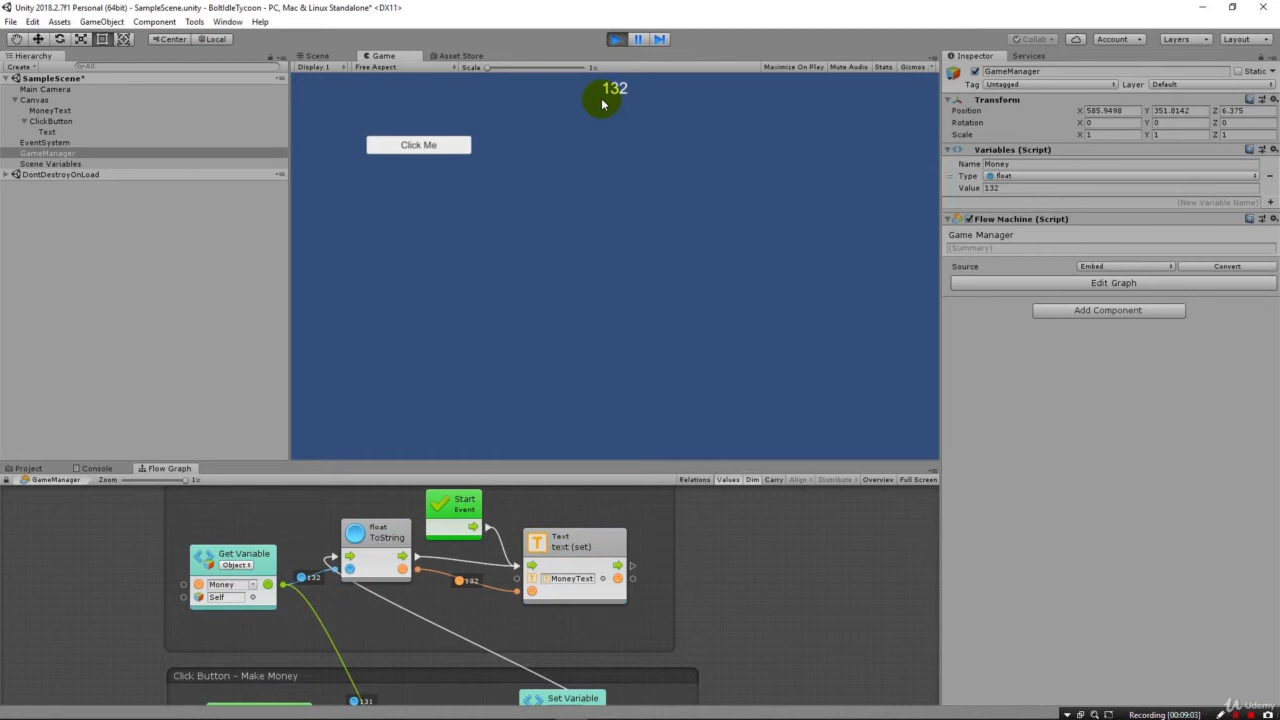 Unity 2018.2.7f1 Personal (64bit) - SampleScene.unity - BoltIdleTycoon - PC, Mac & Linux Standalone* <DX11>
File Edit Assets GameObject Component Tools Window Help
Center Local Collab Account Layers Layout
Hierarchy Scene Game Asset Store Inspector Services
Create All Display 1 Free Aspect Scale 1x Maximize On Play Mute Audio Stats Gizmos
SampleScene*
Main Camera
Canvas
MoneyText
ClickButton
Text
EventSystem
GameManager
Scene Variables
DontDestroyOnLoad
132
Click Me
GameManager Static
Tag Untagged Layer Default
Transform
Position X 585.9498 Y 351.8142 Z 6.375
Rotation X 0 Y 0 Z 0
Scale X 1 Y 1 Z 1
Variables (Script)
Name Money
Type float
Value 132
(New Variable Name)
Flow Machine (Script)
Game Manager
(Summary)
Source Embed Convert
Edit Graph
Add Component
Project Console Flow Graph
GameManager Zoom 1x Relations Values Dim Carry Align Distribute Overview Full Screen
Start
Event
float
ToString
Text
text (set)
Get Variable
Object
Money
Self
132
132
T MoneyText
Click Button - Make Money
Set Variable
131
Recording [00:09:03]
Udemy